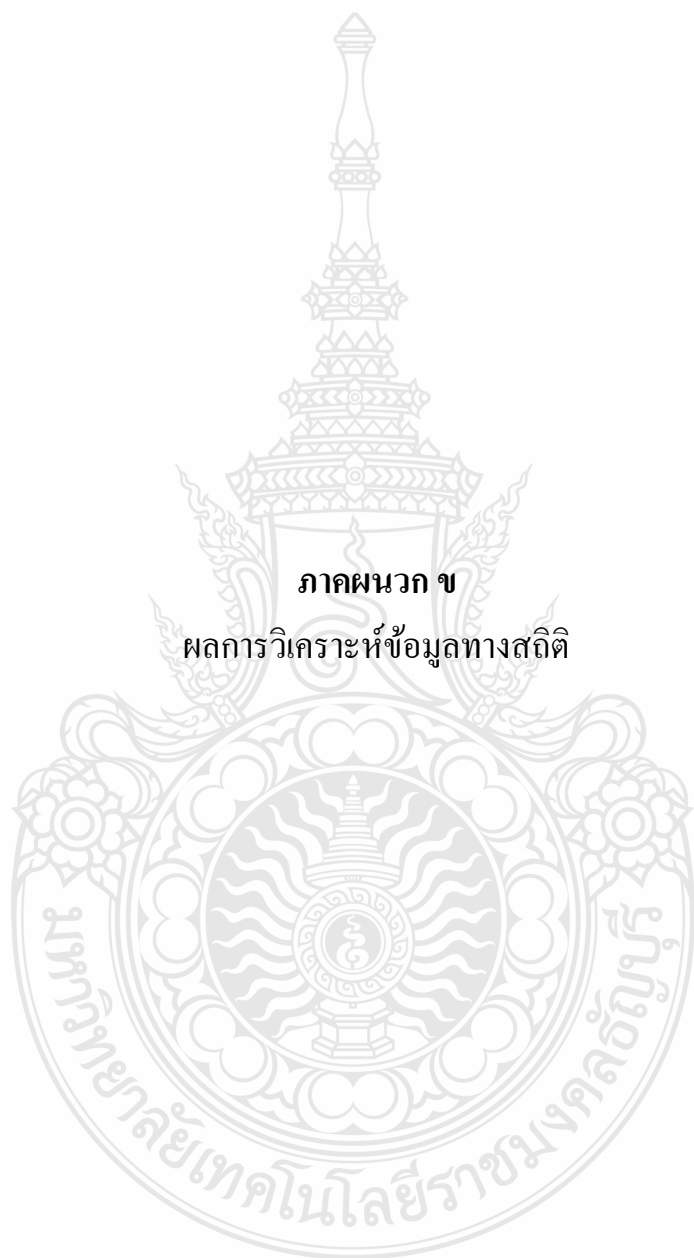 ภาคผนวก ข
ผลการวิเคราะห์ข้อมูลทางสถิติ
มหาวิทยาลัยเทคโนโลยีราชมงคลธัญบุรี